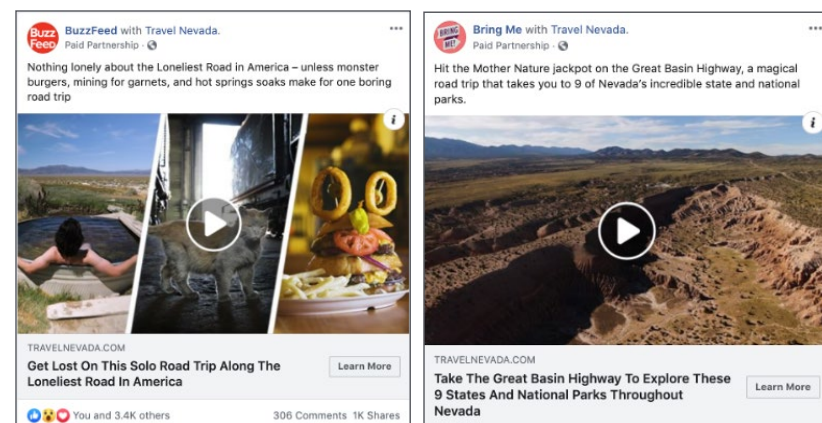 Buzz
Feed
BuzzFeed with Travel Nevada.
Paid Partnership ·
Nothing lonely about the Loneliest Road in America – unless monster
burgers, mining for garnets, and hot springs soaks make for one boring
road trip
i
TRAVELNEVADA.COM
Get Lost On This Solo Road Trip Along The
Loneliest Road In America
Learn More
You and 3.4K others
306 Comments 1K Shares
BRING
ME!
Bring Me with Travel Nevada.
Paid Partnership ·
Hit the Mother Nature jackpot on the Great Basin Highway, a magical
road trip that takes you to 9 of Nevada's incredible state and national
parks.
i
TRAVELNEVADA.COM
Take The Great Basin Highway To Explore These
9 States And National Parks Throughout
Nevada
Learn More